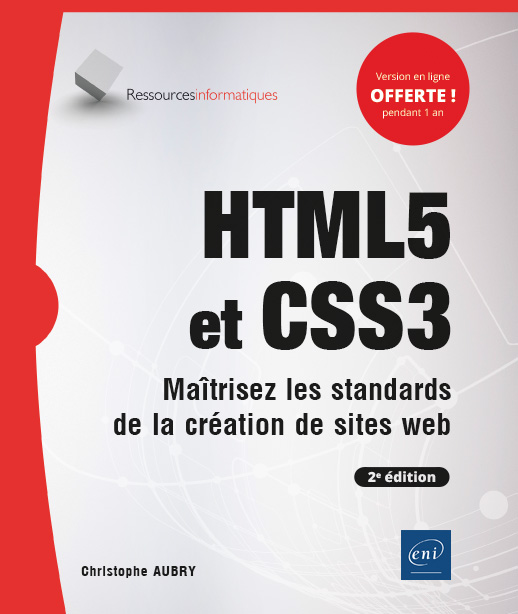 Ressourcesinformatiques
Version en ligne
OFFERTE !
pendant 1 an
HTML5
et CSS3
Maîtrisez les standards
de la création de sites web
2e édition
eni
Christophe AUBRY